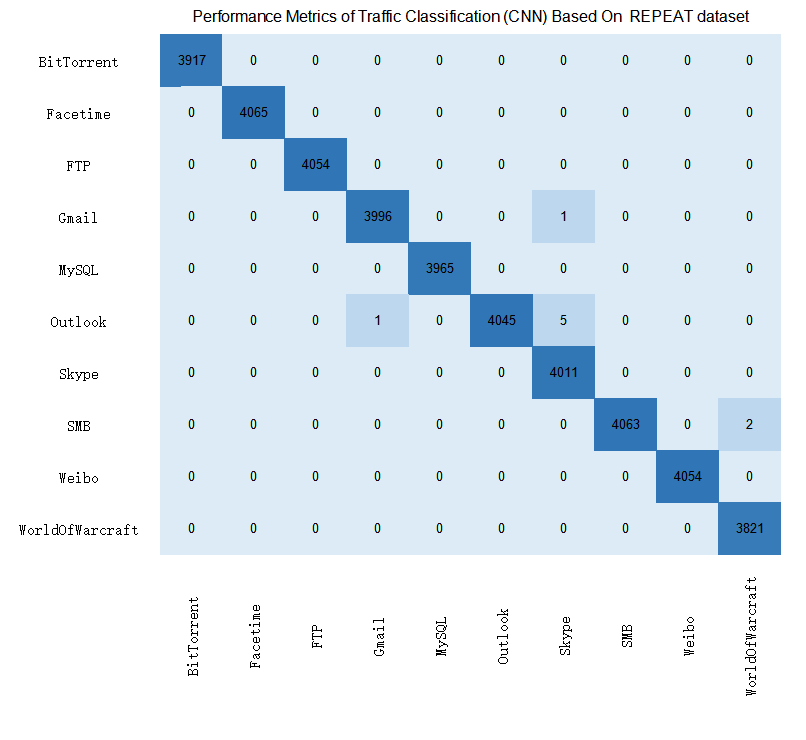 Performance Metrics of Traffic Classification (CNN) Based On REPEAT dataset
BitTorrent 3917 0 0 0 0 0 0 0 0 0
Facetime 0 4065 0 0 0 0 0 0 0 0
FTP 0 0 4054 0 0 0 0 0 0 0
Gmail 0 0 0 3996 0 0 1 0 0 0
MySQL 0 0 0 0 3965 0 0 0 0 0
Outlook 0 0 0 1 0 4045 5 0 0 0
Skype 0 0 0 0 0 0 4011 0 0 0
SMB 0 0 0 0 0 0 0 4063 0 2
Weibo 0 0 0 0 0 0 0 0 4054 0
WorldOfWarcraft 0 0 0 0 0 0 0 0 0 3821
BitTorrent
Facetime
FTP
Gmail
MySQL
Outlook
Skype
SMB
Weibo
WorldOfWarcraft